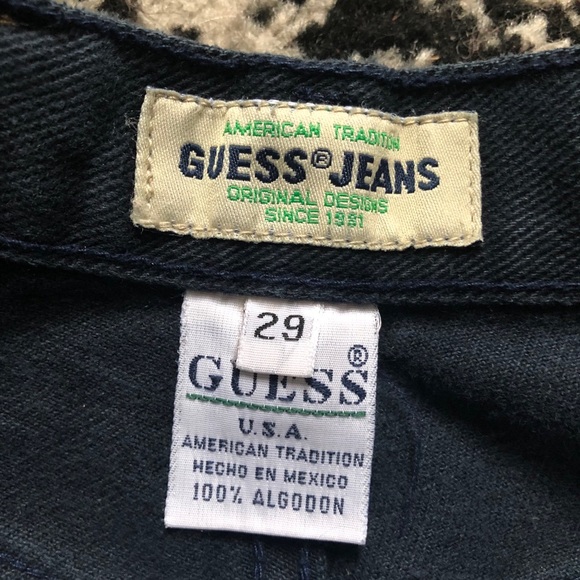 AMERICAN TRADITION
GUESS® JEANS
ORIGINAL DESIGNS
SINCE 1981
29
GUESS®
U.S.A.
AMERICAN TRADITION
HECHO EN MEXICO
100% ALGODON